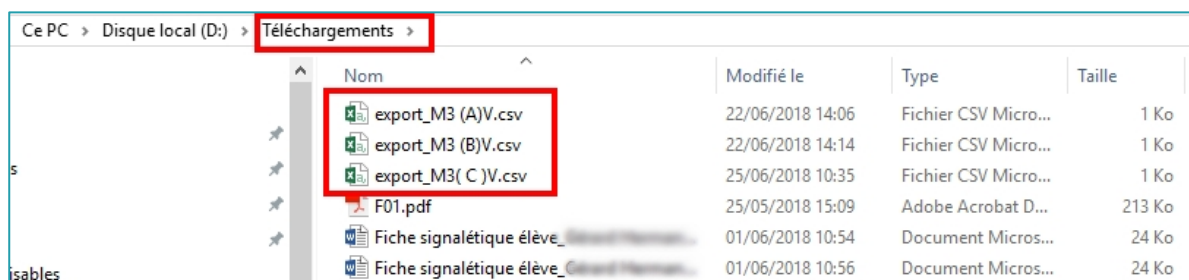 Ce PC > Disque local (D:) > Téléchargements >
Nom Modifié le Type Taille
export_M3 (A)V.csv 22/06/2018 14:06 Fichier CSV Micro... 1 Ko
export_M3 (B)V.csv 22/06/2018 14:14 Fichier CSV Micro... 1 Ko
s export_M3( C )V.csv 25/06/2018 10:35 Fichier CSV Micro... 1 Ko
F01.pdf 25/05/2018 15:09 Adobe Acrobat D... 213 Ko
Fiche signalétique élève_ 01/06/2018 10:54 Document Micros... 24 Ko
isables Fiche signalétique élève_ 01/06/2018 10:56 Document Micros... 24 Ko